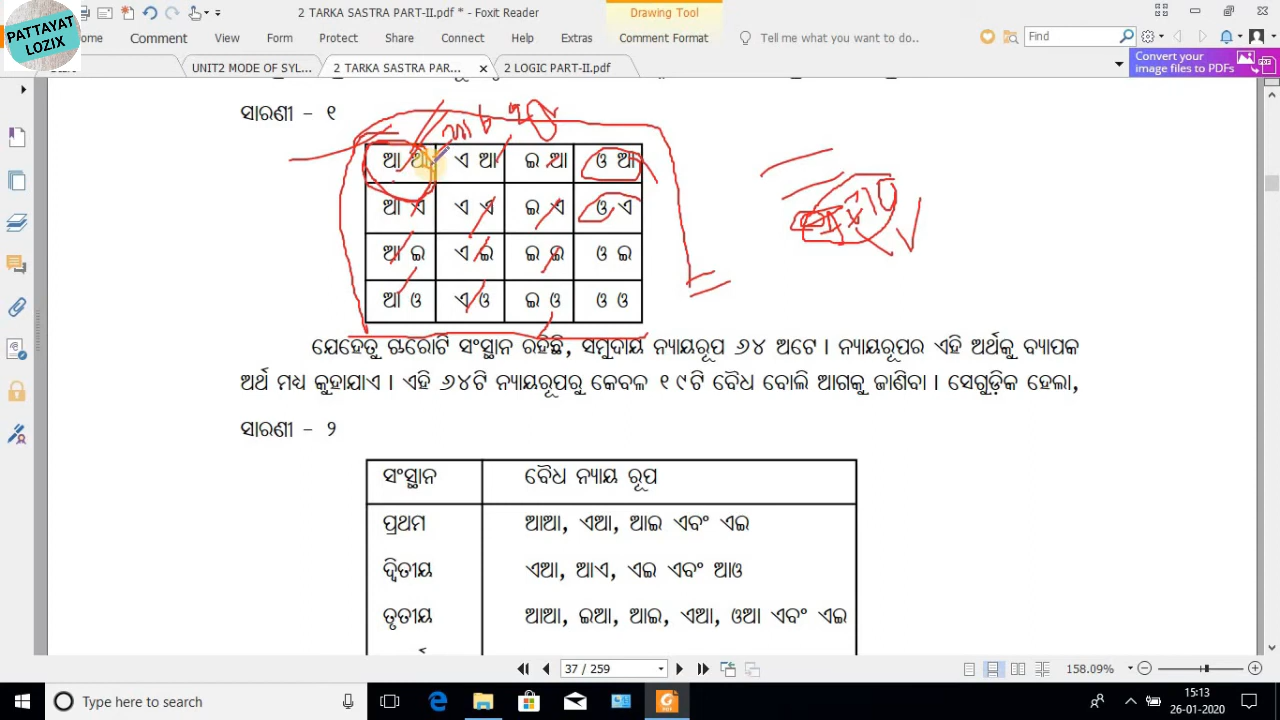 PATTAYAT
LOZIX
2 TARKA SASTRA PART-II.pdf * - Foxit Reader
Drawing Tool
Comment View Form Protect Share Connect Help Extras Comment Format Tell me what you want to do.. Find
UNIT2 MODE OF SYL... 2 TARKA SASTRA PAR... 2 LOGIC PART-II.pdf
Convert your
image files to PDFs
ସାରଣୀ – ୧
ଆ ଆ ଏ ଆ ଇ ଆ ଓ ଆ
ଆ ଏ ଏ ଏ ଇ ଏ ଓ ଏ
ଆ ଇ ଏ ଇ ଇ ଇ ଓ ଇ
ଆ ଓ ଏ ଓ ଇ ଓ ଓ ଓ
ଯେହେତୁ ଋରୋଟି ସଂସ୍ଥାନ ରହିଛି, ସମୁଦାୟ ନ୍ୟାୟରୂପ ୬୪ ଅଟେ । ନ୍ୟାୟରୂପର ଏହି ଅର୍ଥକୁ ବ୍ୟାପକ
ଅର୍ଥ ମଧ୍ୟ କୁହାଯାଏ । ଏହି ୬୪ଟି ନ୍ୟାୟରୂପରୁ କେବଳ ୧୯ଟି ବୈଧ ବୋଲି ଆଗକୁ ଜାଣିବା । ସେଗୁଡ଼ିକ ହେଲା,
ସାରଣୀ – ୨
ସଂସ୍ଥାନ ବୈଧ ନ୍ୟାୟ ରୂପ
ପ୍ରଥମ ଆଆ, ଏଆ, ଆଇ ଏବଂ ଏଇ
ଦ୍ୱିତୀୟ ଏଆ, ଆଏ, ଏଇ ଏବଂ ଆଓ
ତୃତୀୟ ଆଆ, ଇଆ, ଆଇ, ଏଆ, ଓଆ ଏବଂ ଏଇ
37 / 259
158.09%
Type here to search
15:13
26-01-2020